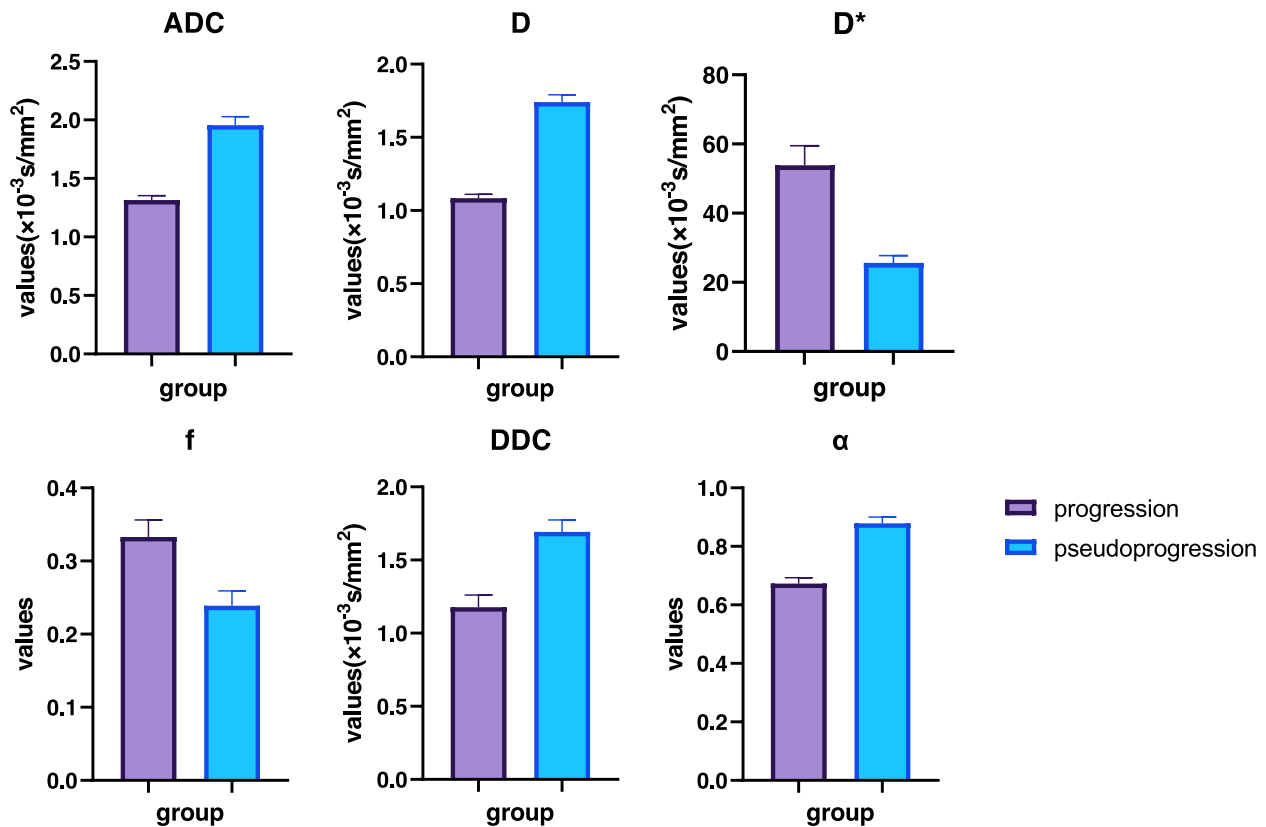 ADC
values(×10⁻³s/mm²)
2.5
2.0
1.5
1.0
0.5
0.0
group
D
values(×10⁻³s/mm²)
2.0
1.5
1.0
0.5
0.0
group
D*
values(×10⁻³s/mm²)
80
60
40
20
0
group
f
values
0.4
0.3
0.2
0.1
0.0
group
DDC
values(×10⁻³s/mm²)
2.0
1.5
1.0
0.5
0.0
group
α
values
1.0
0.8
0.6
0.4
0.2
0.0
group
progression
pseudoprogression